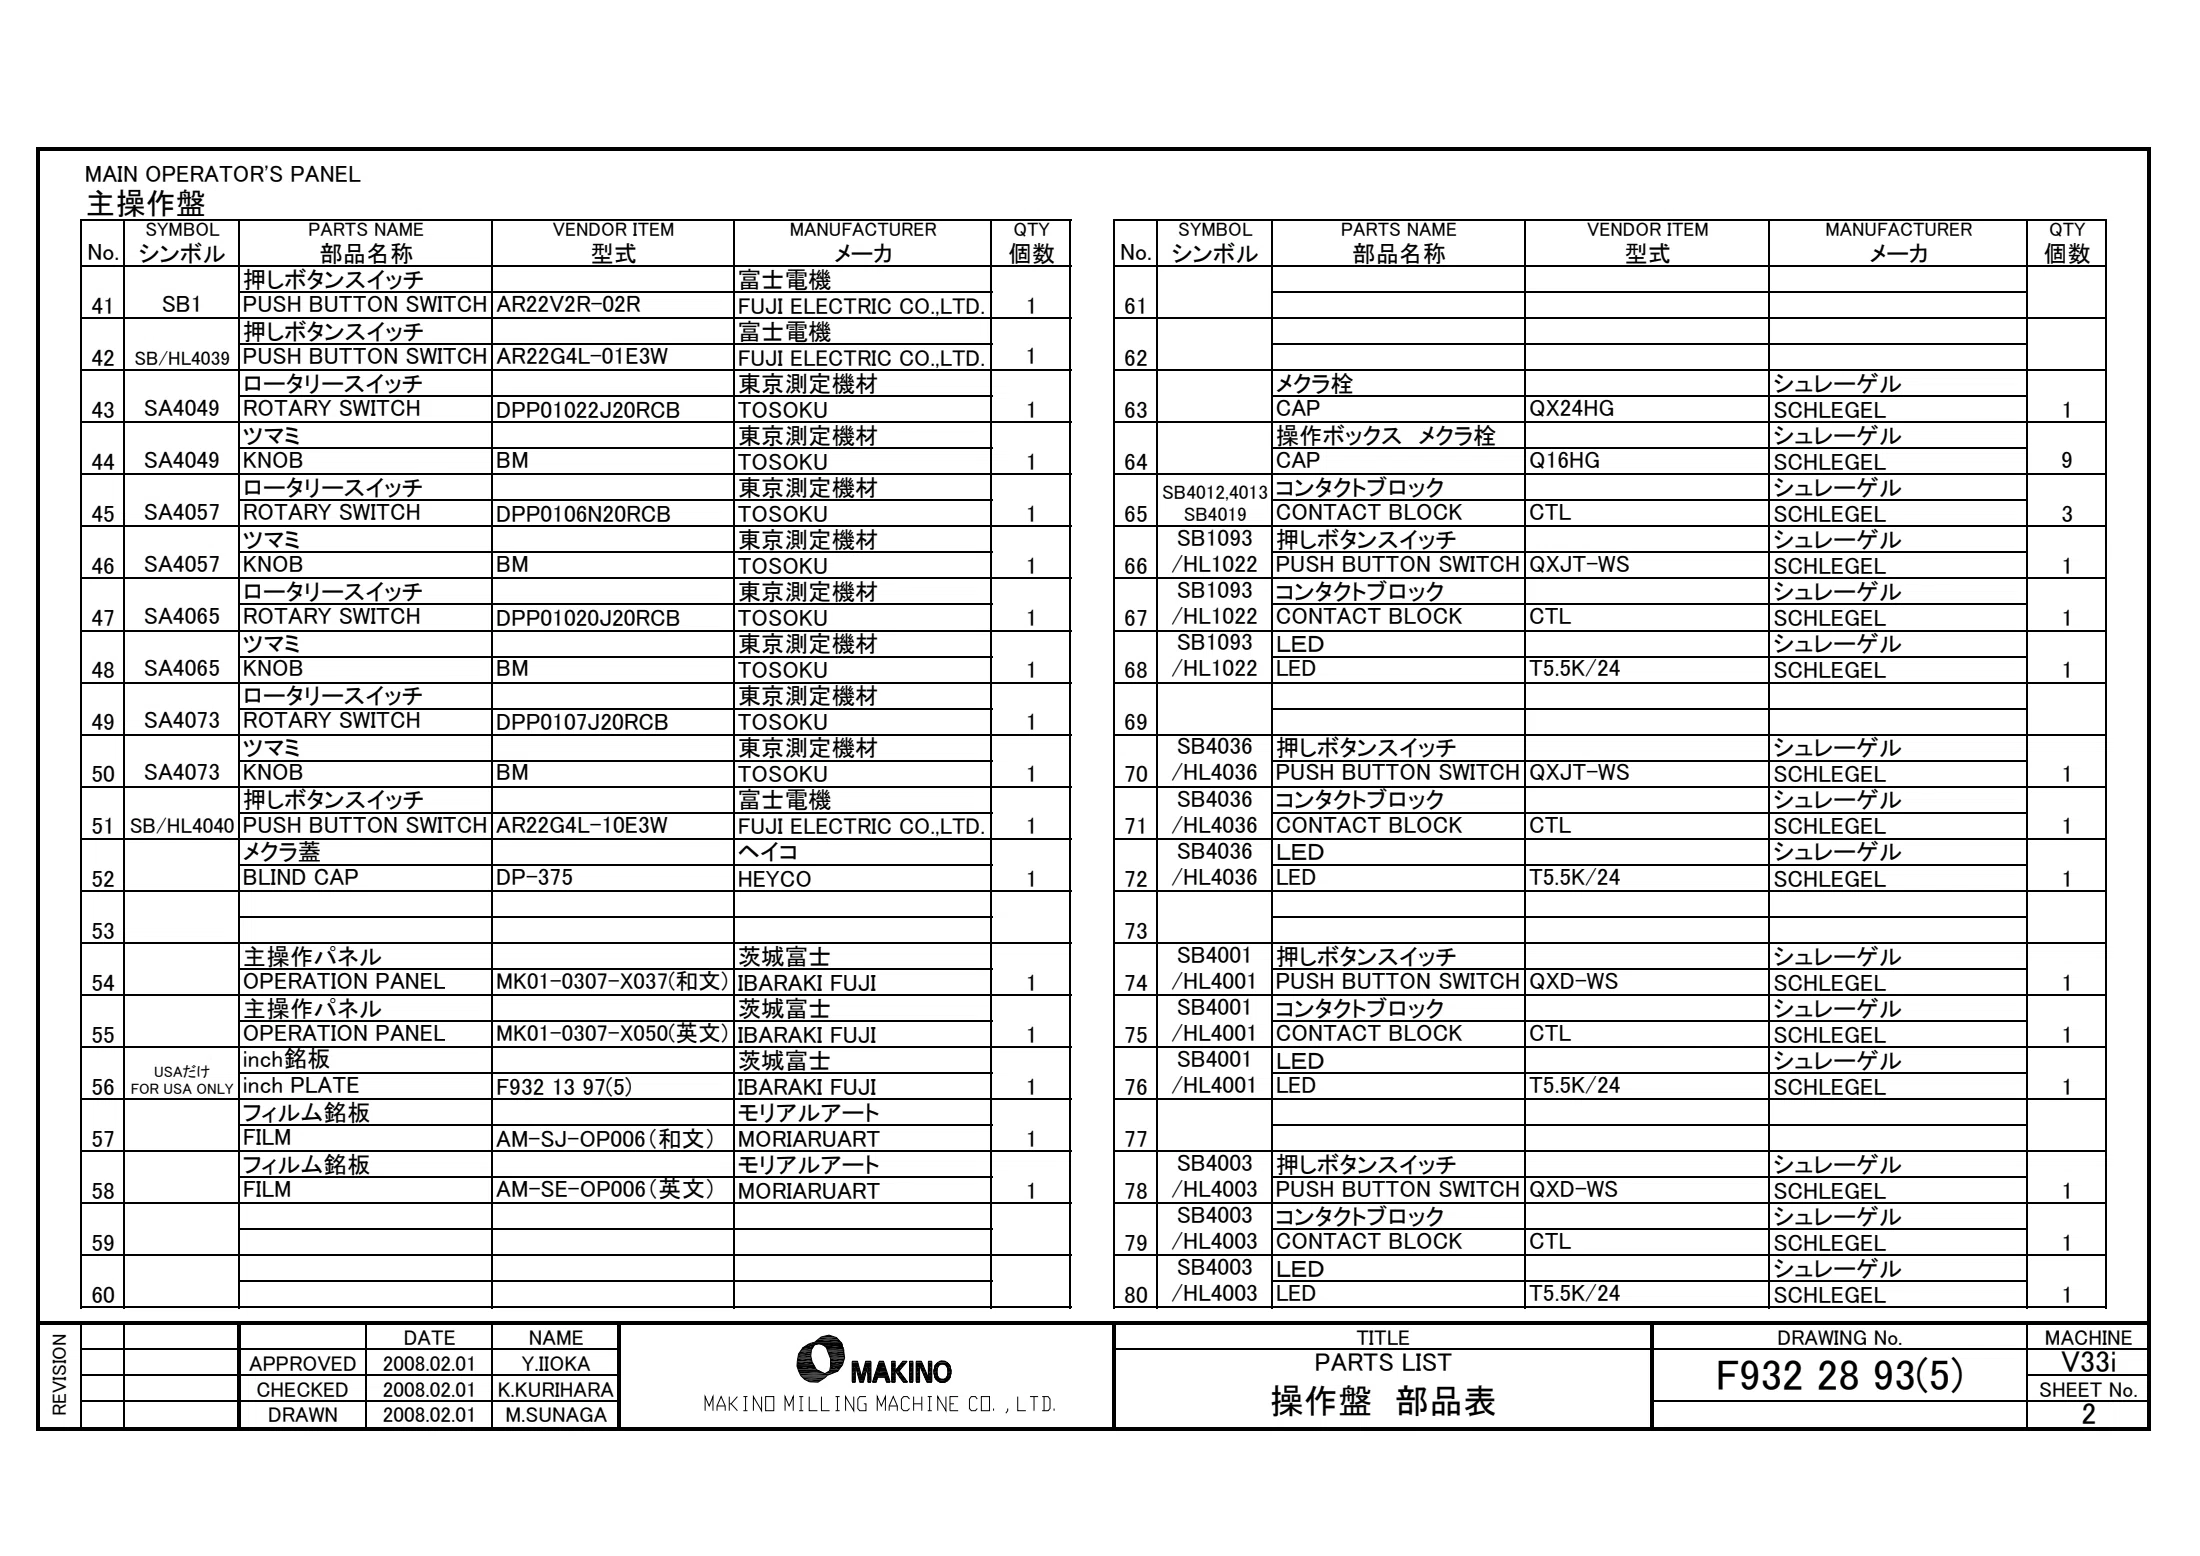 MAIN OPERATOR'S PANEL
主操作盤
No. SYMBOL シンボル PARTS NAME 部品名称 VENDOR ITEM 型式 MANUFACTURER メーカ QTY 個数
押しボタンスイッチ 富士電機
41 SB1 PUSH BUTTON SWITCH AR22V2R-02R FUJI ELECTRIC CO.,LTD. 1
押しボタンスイッチ 富士電機
42 SB/HL4039 PUSH BUTTON SWITCH AR22G4L-01E3W FUJI ELECTRIC CO.,LTD. 1
ロータリースイッチ 東京測定機材
43 SA4049 ROTARY SWITCH DPP01022J20RCB TOSOKU 1
ツマミ 東京測定機材
44 SA4049 KNOB BM TOSOKU 1
ロータリースイッチ 東京測定機材
45 SA4057 ROTARY SWITCH DPP0106N20RCB TOSOKU 1
ツマミ 東京測定機材
46 SA4057 KNOB BM TOSOKU 1
ロータリースイッチ 東京測定機材
47 SA4065 ROTARY SWITCH DPP01020J20RCB TOSOKU 1
ツマミ 東京測定機材
48 SA4065 KNOB BM TOSOKU 1
ロータリースイッチ 東京測定機材
49 SA4073 ROTARY SWITCH DPP0107J20RCB TOSOKU 1
ツマミ 東京測定機材
50 SA4073 KNOB BM TOSOKU 1
押しボタンスイッチ 富士電機
51 SB/HL4040 PUSH BUTTON SWITCH AR22G4L-10E3W FUJI ELECTRIC CO.,LTD. 1
メクラ蓋 ヘイコ
52 BLIND CAP DP-375 HEYCO 1
53
主操作パネル 茨城富士
54 OPERATION PANEL MK01-0307-X037(和文) IBARAKI FUJI 1
主操作パネル 茨城富士
55 OPERATION PANEL MK01-0307-X050(英文) IBARAKI FUJI 1
USAだけ inch銘板 茨城富士
56 FOR USA ONLY inch PLATE F932 13 97(5) IBARAKI FUJI 1
フィルム銘板 モリアルアート
57 FILM AM-SJ-OP006(和文) MORIARUART 1
フィルム銘板 モリアルアート
58 FILM AM-SE-OP006(英文) MORIARUART 1
59
60
No. SYMBOL シンボル PARTS NAME 部品名称 VENDOR ITEM 型式 MANUFACTURER メーカ QTY 個数
61
62
メクラ栓 シュレーゲル
63 CAP QX24HG SCHLEGEL 1
操作ボックス　メクラ栓 シュレーゲル
64 CAP Q16HG SCHLEGEL 9
SB4012,4013 コンタクトブロック シュレーゲル
65 SB4019 CONTACT BLOCK CTL SCHLEGEL 3
SB1093 押しボタンスイッチ シュレーゲル
66 /HL1022 PUSH BUTTON SWITCH QXJT-WS SCHLEGEL 1
SB1093 コンタクトブロック シュレーゲル
67 /HL1022 CONTACT BLOCK CTL SCHLEGEL 1
SB1093 LED シュレーゲル
68 /HL1022 LED T5.5K/24 SCHLEGEL 1
69
SB4036 押しボタンスイッチ シュレーゲル
70 /HL4036 PUSH BUTTON SWITCH QXJT-WS SCHLEGEL 1
SB4036 コンタクトブロック シュレーゲル
71 /HL4036 CONTACT BLOCK CTL SCHLEGEL 1
SB4036 LED シュレーゲル
72 /HL4036 LED T5.5K/24 SCHLEGEL 1
73
SB4001 押しボタンスイッチ シュレーゲル
74 /HL4001 PUSH BUTTON SWITCH QXD-WS SCHLEGEL 1
SB4001 コンタクトブロック シュレーゲル
75 /HL4001 CONTACT BLOCK CTL SCHLEGEL 1
SB4001 LED シュレーゲル
76 /HL4001 LED T5.5K/24 SCHLEGEL 1
77
SB4003 押しボタンスイッチ シュレーゲル
78 /HL4003 PUSH BUTTON SWITCH QXD-WS SCHLEGEL 1
SB4003 コンタクトブロック シュレーゲル
79 /HL4003 CONTACT BLOCK CTL SCHLEGEL 1
SB4003 LED シュレーゲル
80 /HL4003 LED T5.5K/24 SCHLEGEL 1
REVISION
DATE NAME
APPROVED 2008.02.01 Y.IIOKA
CHECKED 2008.02.01 K.KURIHARA
DRAWN 2008.02.01 M.SUNAGA
MAKINO
MAKINO MILLING MACHINE CO. , LTD.
TITLE
PARTS LIST
操作盤　部品表
DRAWING No.
F932 28 93(5)
MACHINE
V33i
SHEET No.
2